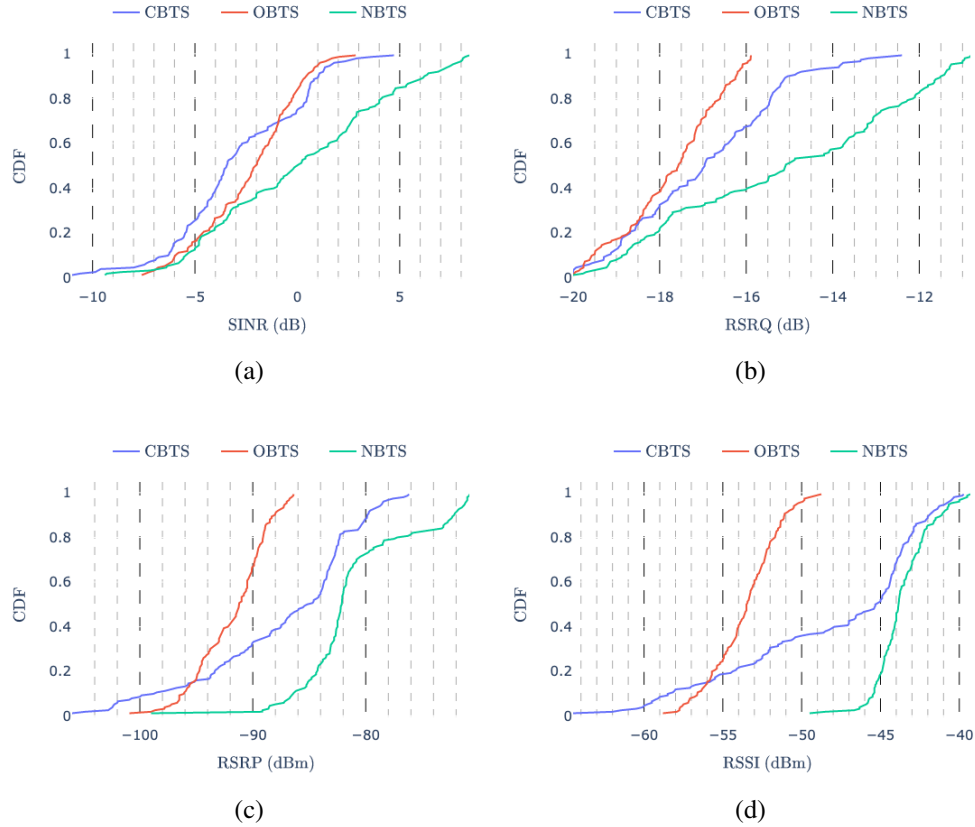 CBTS OBTS NBTS
CBTS OBTS NBTS
1
0.8
0.6
0.4
0.2
0
CDF
−10 −5 0 5
SINR (dB)
(a)
1
0.8
0.6
0.4
0.2
0
CDF
−20 −18 −16 −14 −12
RSRQ (dB)
(b)
CBTS OBTS NBTS
CBTS OBTS NBTS
1
0.8
0.6
0.4
0.2
0
CDF
−100 −90 −80
RSRP (dBm)
(c)
1
0.8
0.6
0.4
0.2
0
CDF
−60 −55 −50 −45 −40
RSSI (dBm)
(d)